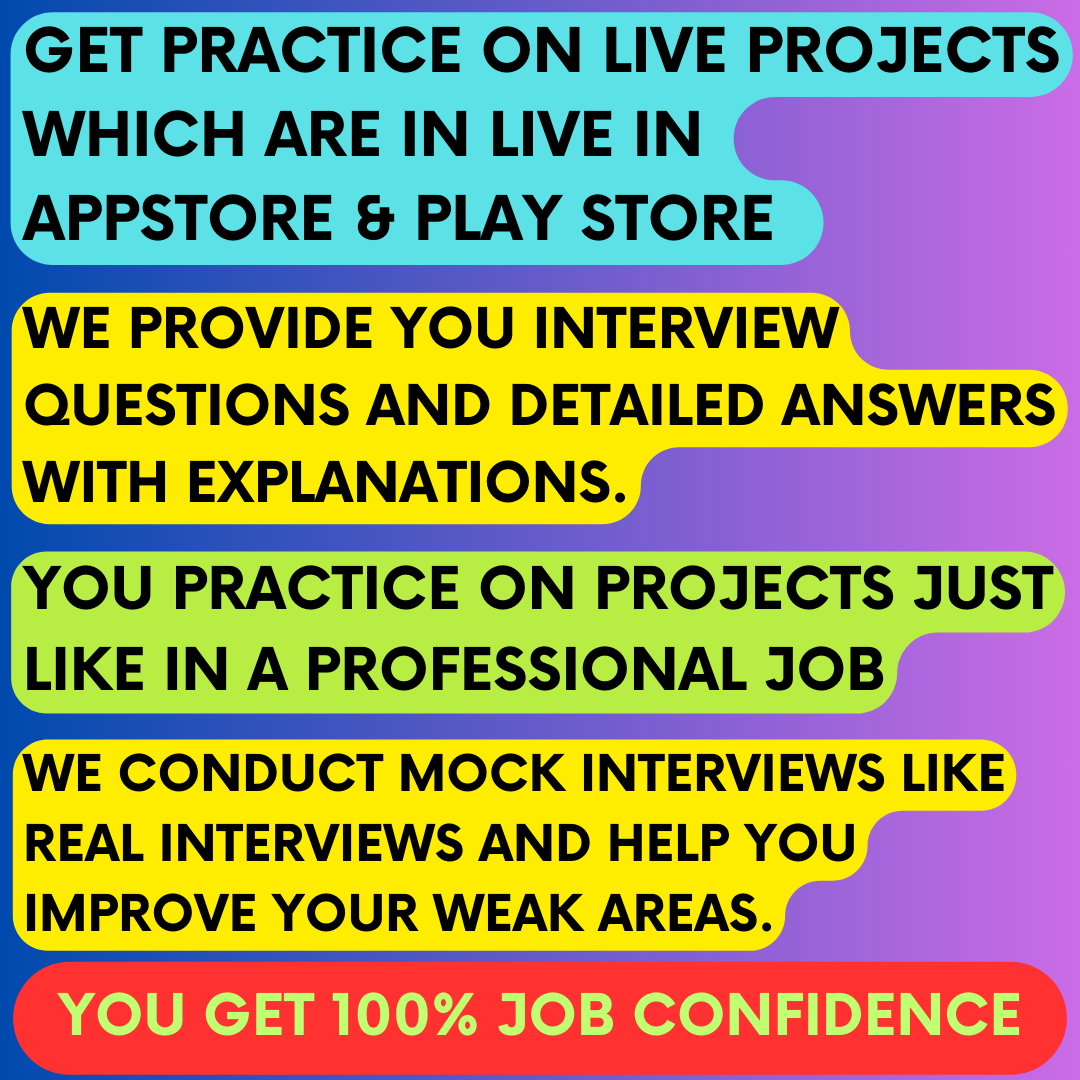 GET PRACTICE ON LIVE PROJECTS
WHICH ARE IN LIVE IN
APPSTORE & PLAY STORE
WE PROVIDE YOU INTERVIEW
QUESTIONS AND DETAILED ANSWERS
WITH EXPLANATIONS.
YOU PRACTICE ON PROJECTS JUST
LIKE IN A PROFESSIONAL JOB
WE CONDUCT MOCK INTERVIEWS LIKE
REAL INTERVIEWS AND HELP YOU
IMPROVE YOUR WEAK AREAS.
YOU GET 100% JOB CONFIDENCE